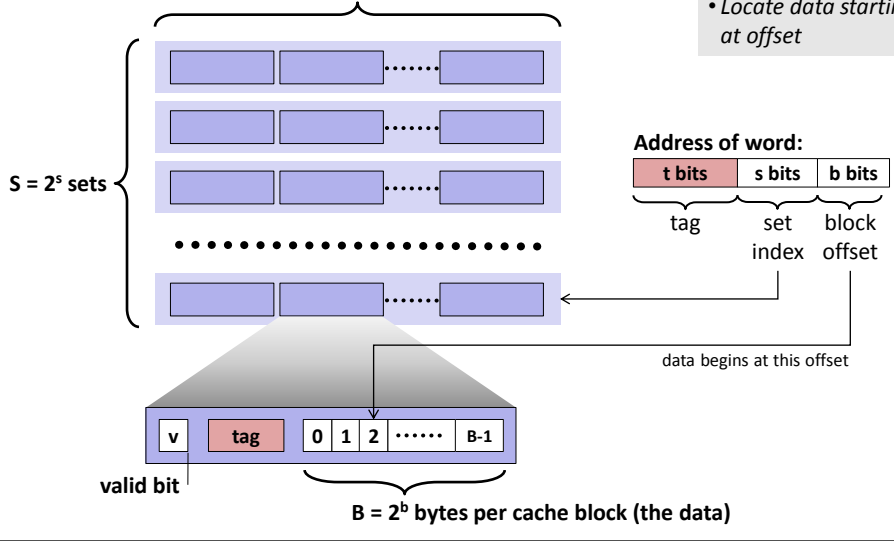 • Locate data startin
at offset
Address of word:
t bits s bits b bits
S = 2ˢ sets
tag set block
index offset
data begins at this offset
v tag 0 1 2 •••••• B-1
valid bit
B = 2ᵇ bytes per cache block (the data)